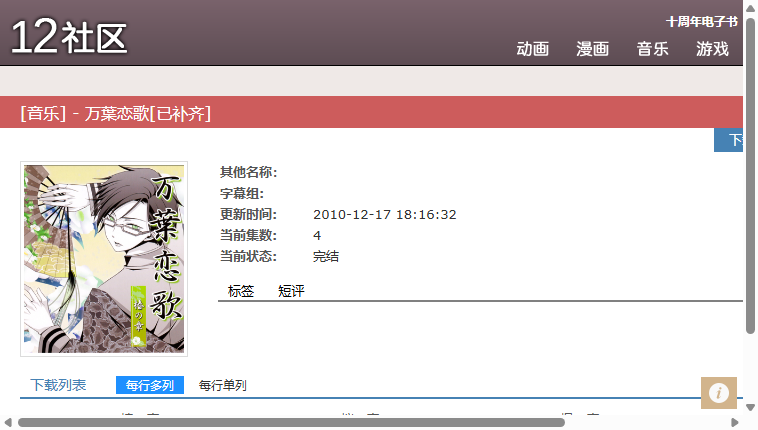 12社区
十周年电子书
动画 漫画 音乐 游戏
[音乐] - 万葉恋歌[已补齐]
万葉恋歌
其他名称:
字幕组:
更新时间: 2010-12-17 18:16:32
当前集数: 4
当前状态: 完结
标签 短评
下载列表 每行多列 每行单列